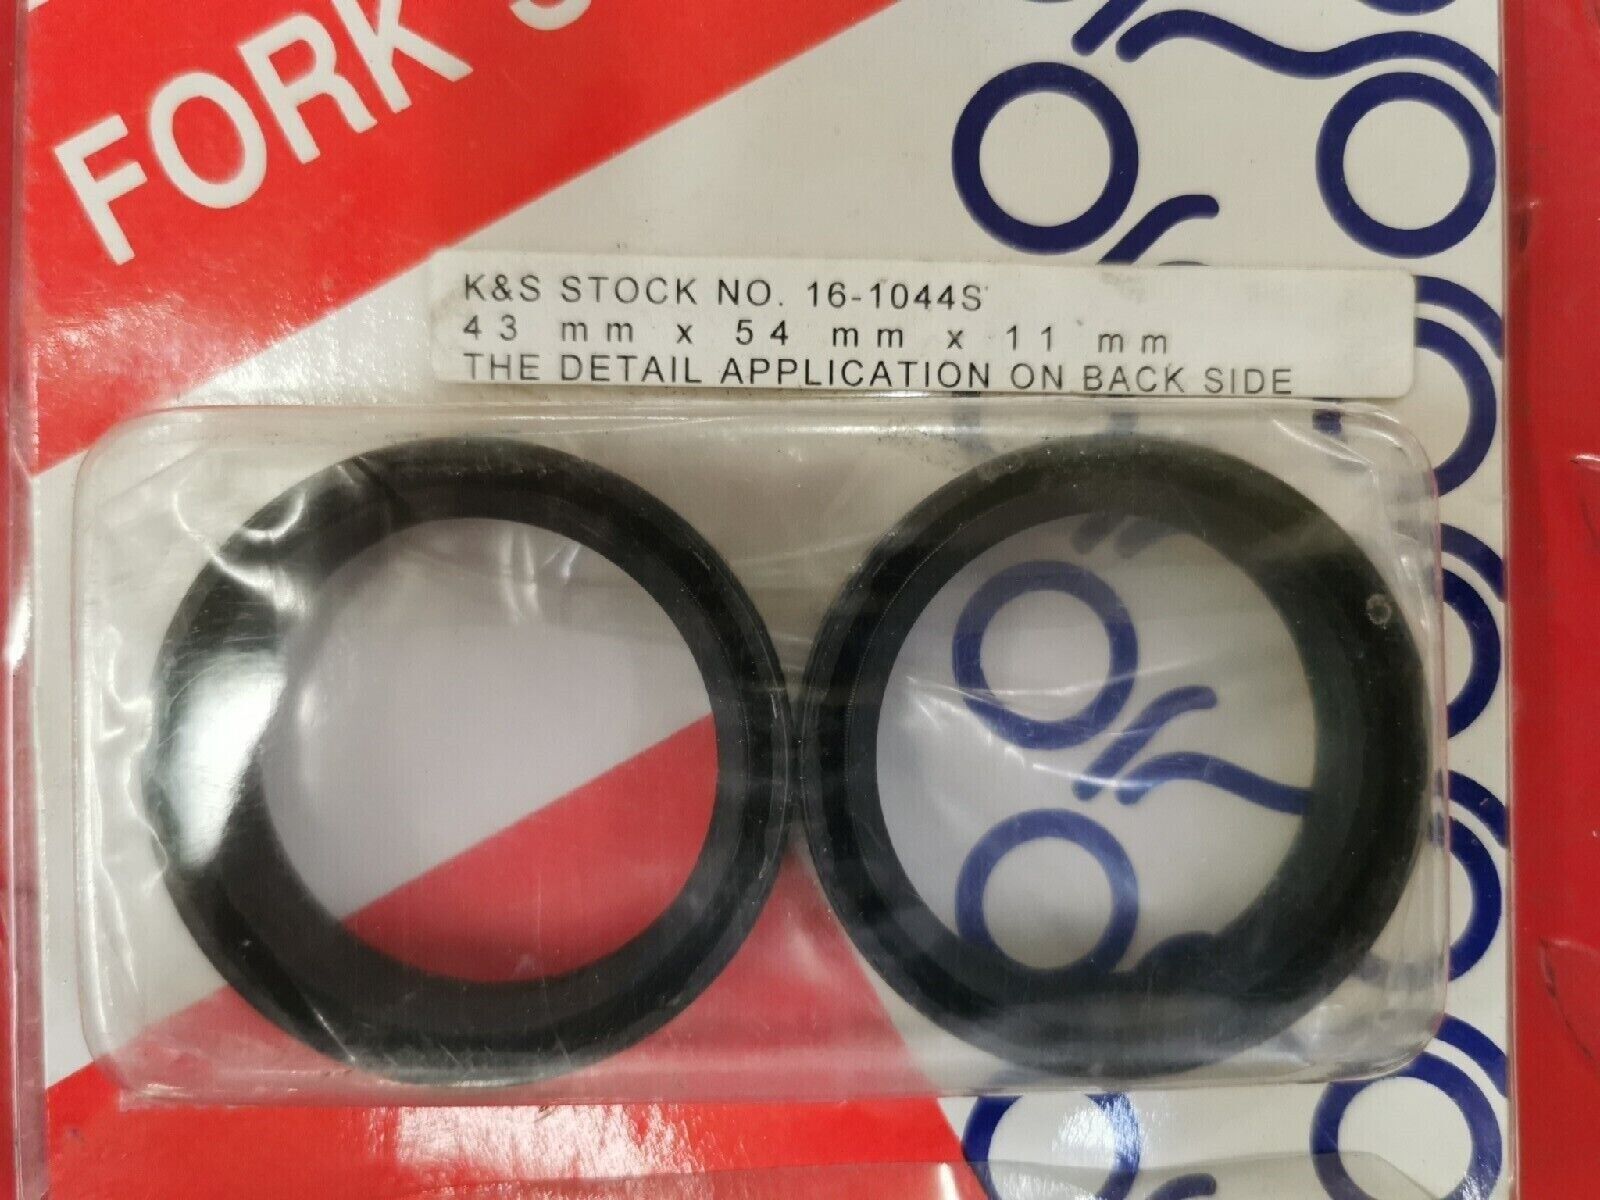 FORK S
K&S STOCK NO. 16-1044S
43 mm x 54 mm x 11 mm
THE DETAIL APPLICATION ON BACK SIDE